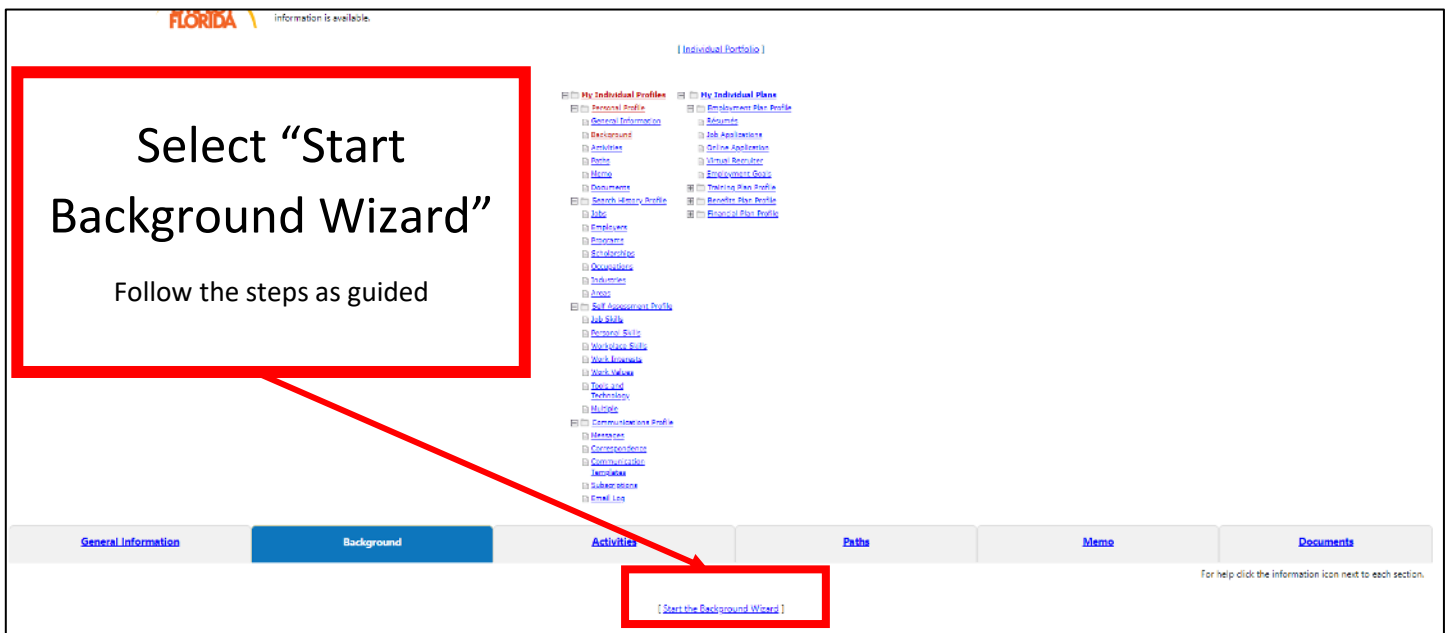 FLORIDA
information is available.
[ Individual Portfolio ]
Select “Start
Background Wizard”
Follow the steps as guided
My Individual Profiles
Personal Profile
General Information
Background
Activities
Paths
Memo
Documents
Search History Profile
Jobs
Employers
Programs
Scholarships
Occupations
Industries
Areas
Self Assessment Profile
Job Skills
Personal Skills
Workplace Skills
Work Interests
Work Values
Tools and
Technology
Multiple
Communications Profile
Messages
Correspondence
Communication
Templates
Subscriptions
Email Log
My Individual Plans
Employment Plan Profile
Résumés
Job Applications
Online Application
Virtual Recruiter
Employment Goals
Training Plan Profile
Benefits Plan Profile
Financial Plan Profile
General Information
Background
Activities
Paths
Memo
Documents
For help click the information icon next to each section.
[ Start the Background Wizard ]